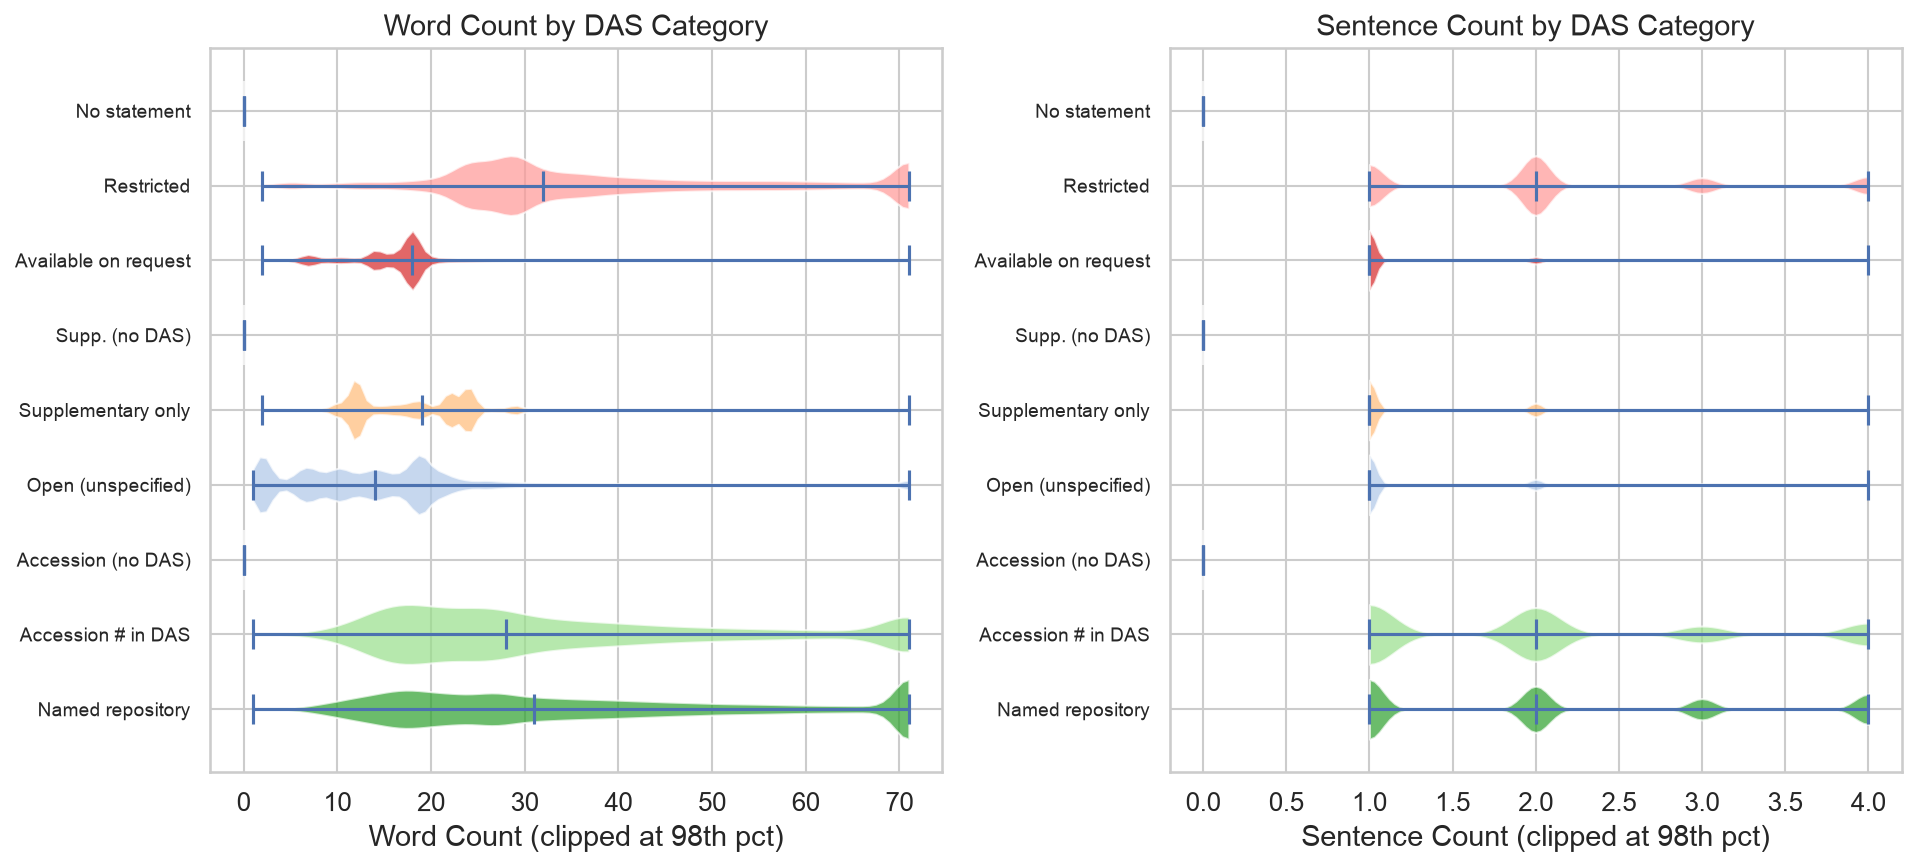 Word Count by DAS Category
No statement
Restricted
Available on request
Supp. (no DAS)
Supplementary only
Open (unspecified)
Accession (no DAS)
Accession # in DAS
Named repository
0 10 20 30 40 50 60 70
Word Count (clipped at 98th pct)
Sentence Count by DAS Category
No statement
Restricted
Available on request
Supp. (no DAS)
Supplementary only
Open (unspecified)
Accession (no DAS)
Accession # in DAS
Named repository
0.0 0.5 1.0 1.5 2.0 2.5 3.0 3.5 4.0
Sentence Count (clipped at 98th pct)